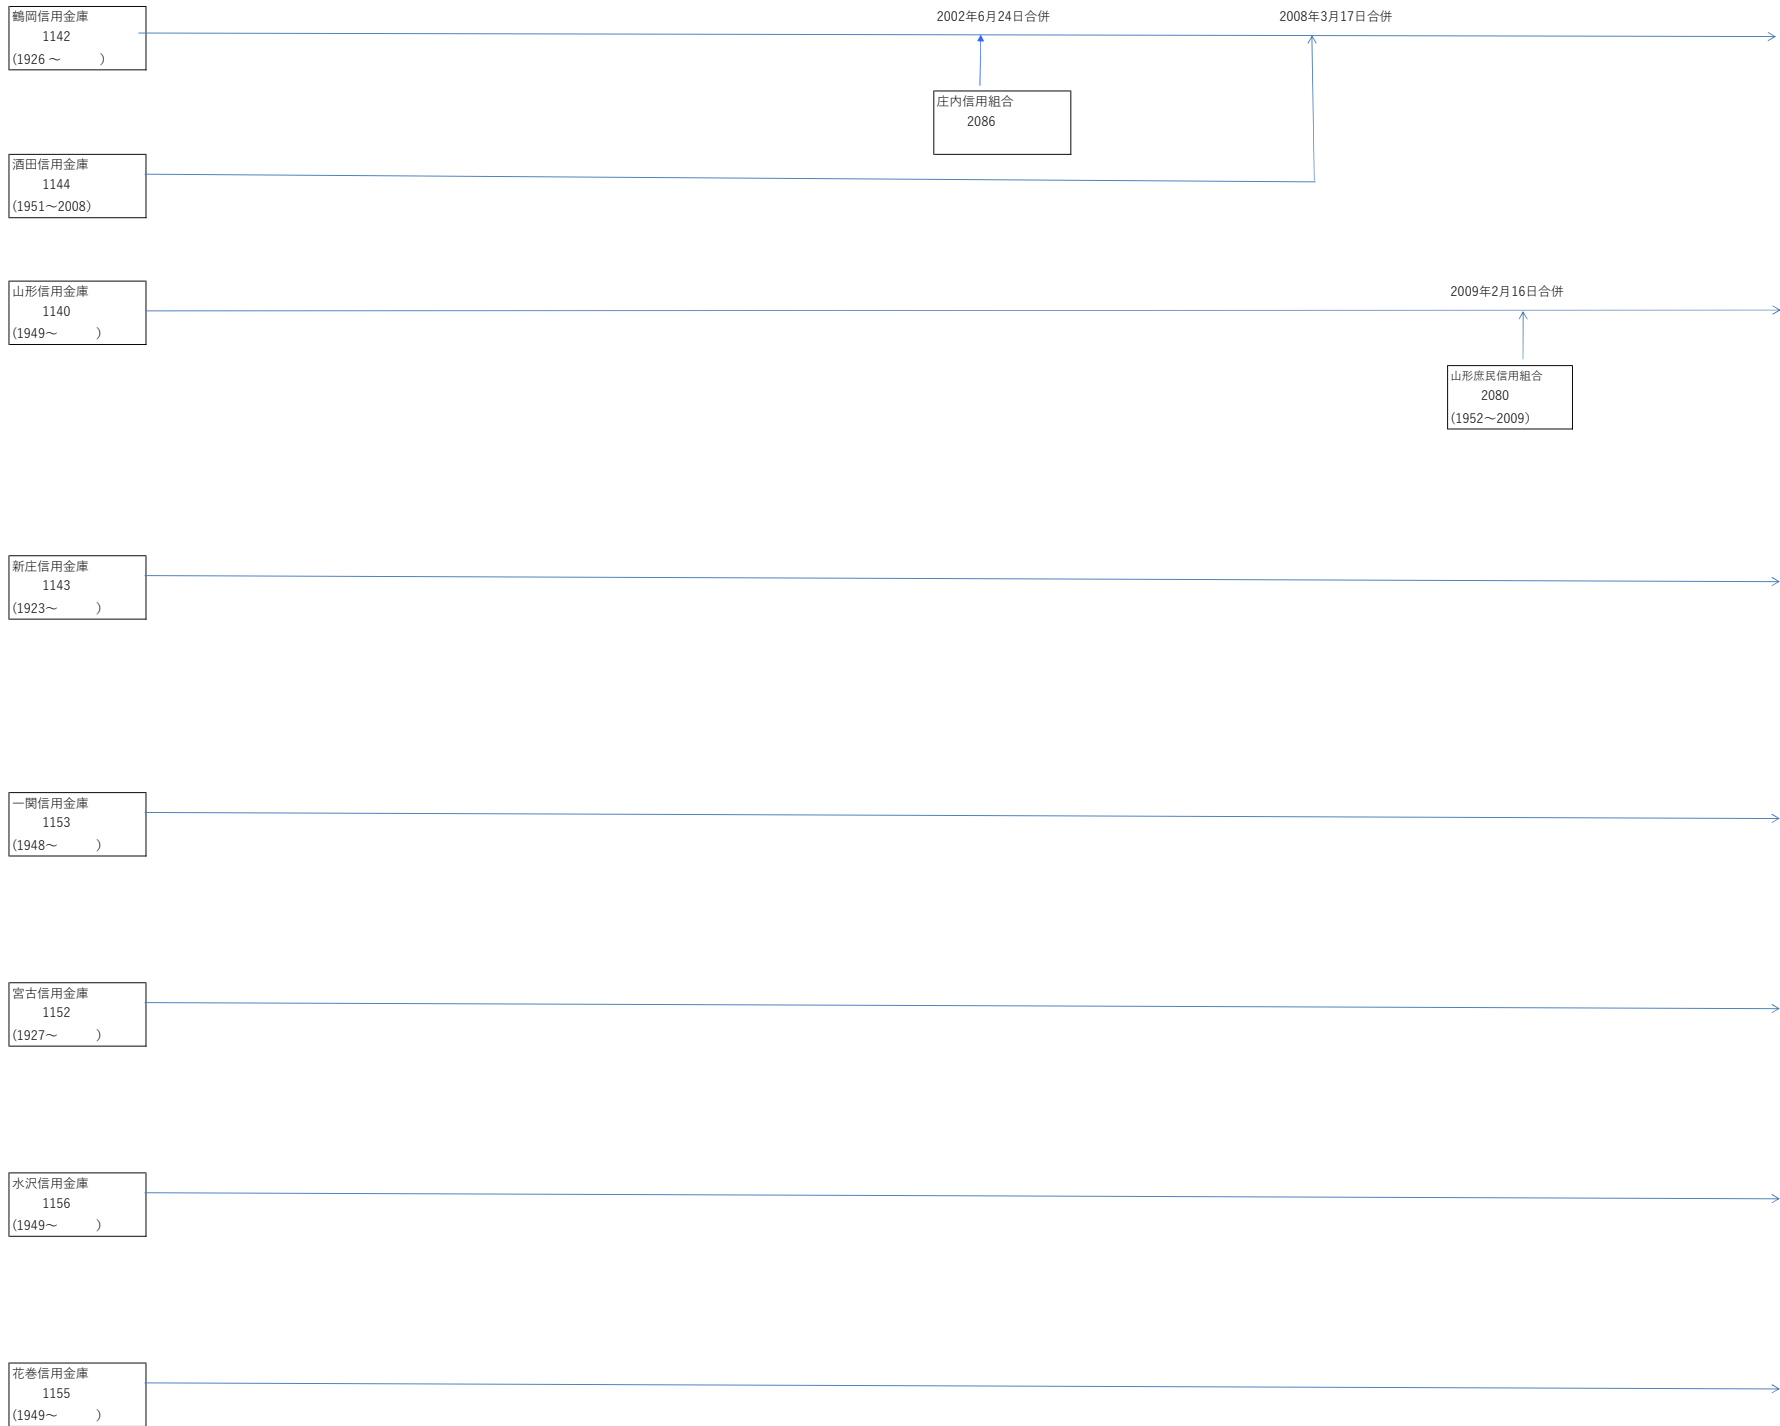 鶴岡信用金庫
1142
(1926 ～　　　)
2002年6月24日合併
2008年3月17日合併
庄内信用組合
2086
酒田信用金庫
1144
(1951～2008)
山形信用金庫
1140
(1949～　　　)
2009年2月16日合併
山形庶民信用組合
2080
(1952～2009)
新庄信用金庫
1143
(1923～　　　)
一関信用金庫
1153
(1948～　　　)
宮古信用金庫
1152
(1927～　　　)
水沢信用金庫
1156
(1949～　　　)
花巻信用金庫
1155
(1949～　　　)